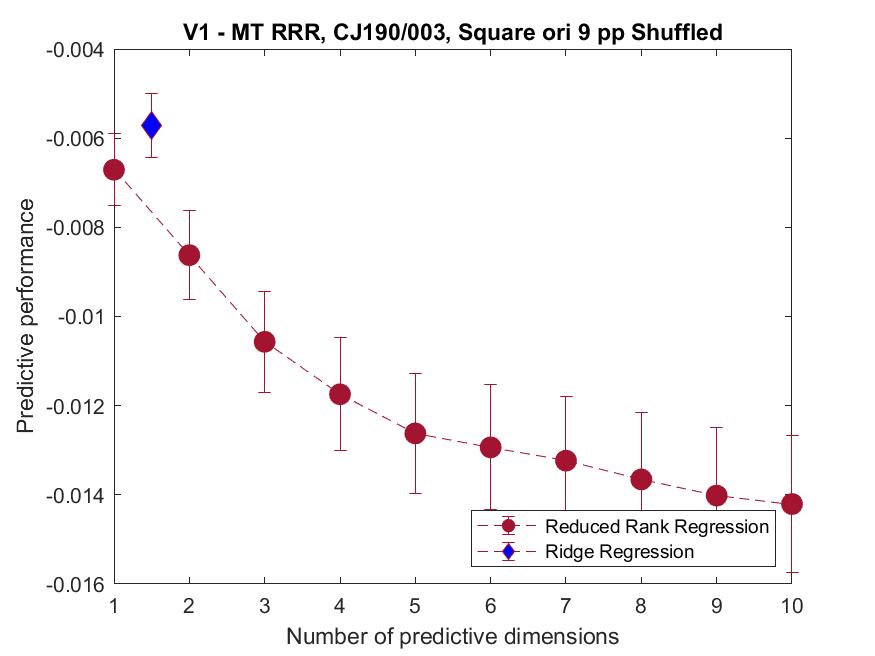 V1 - MT RRR, CJ190/003, Square ori 9 pp Shuffled
Predictive performance
-0.004
-0.006
-0.008
-0.01
-0.012
-0.014
-0.016
Reduced Rank Regression
Ridge Regression
1 2 3 4 5 6 7 8 9 10
Number of predictive dimensions